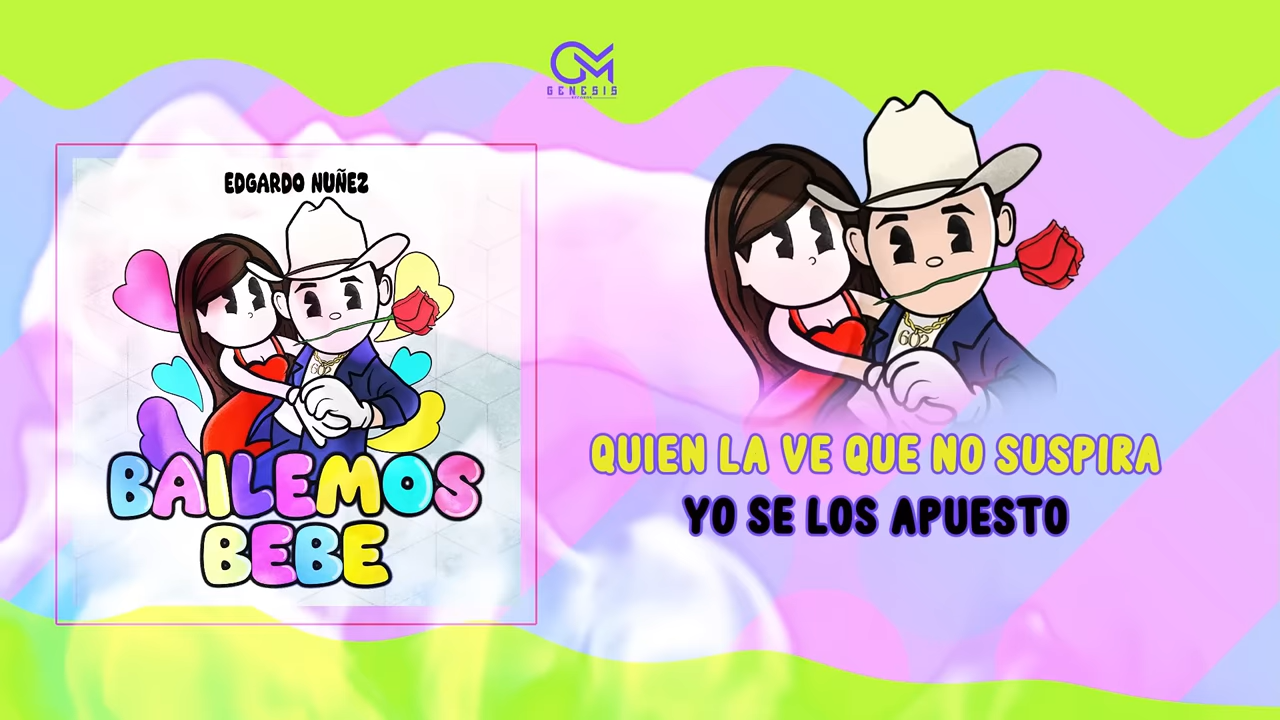 GM
GENESIS
EDGARDO NUÑEZ
602
BAILEMOS
BEBE
602
QUIEN LA VE QUE NO SUSPIRA
YO SE LOS APUESTO